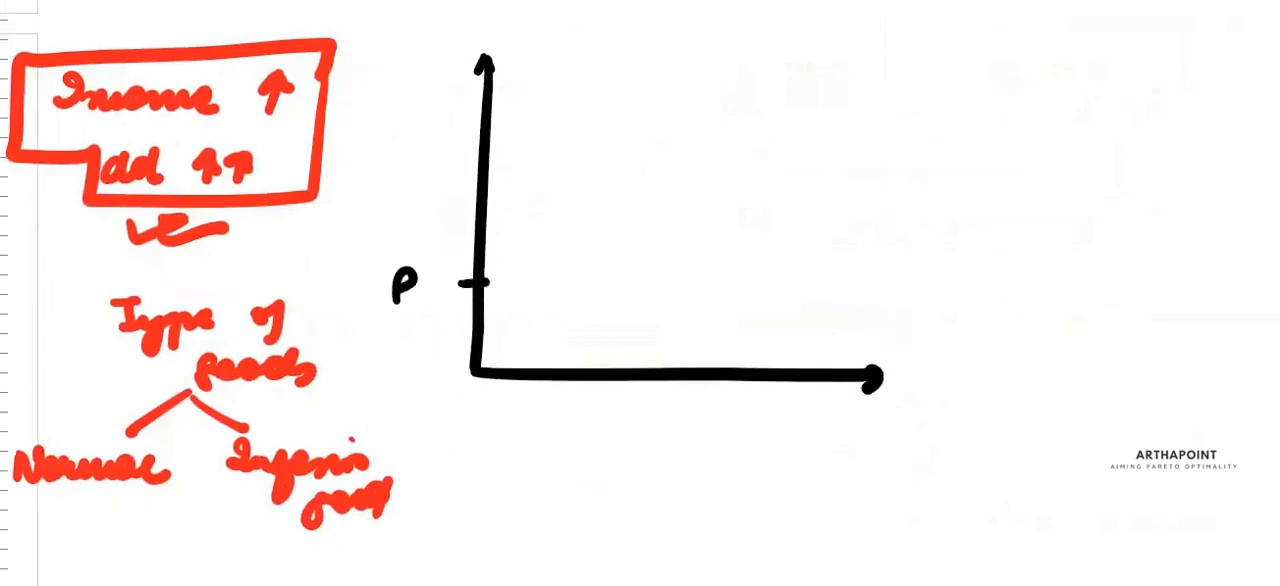 Income ↑
dd ↑↑
Type of
goods
Normal
Inferior
good
P
ARTHAPOINT
AIMING PARETO OPTIMALITY